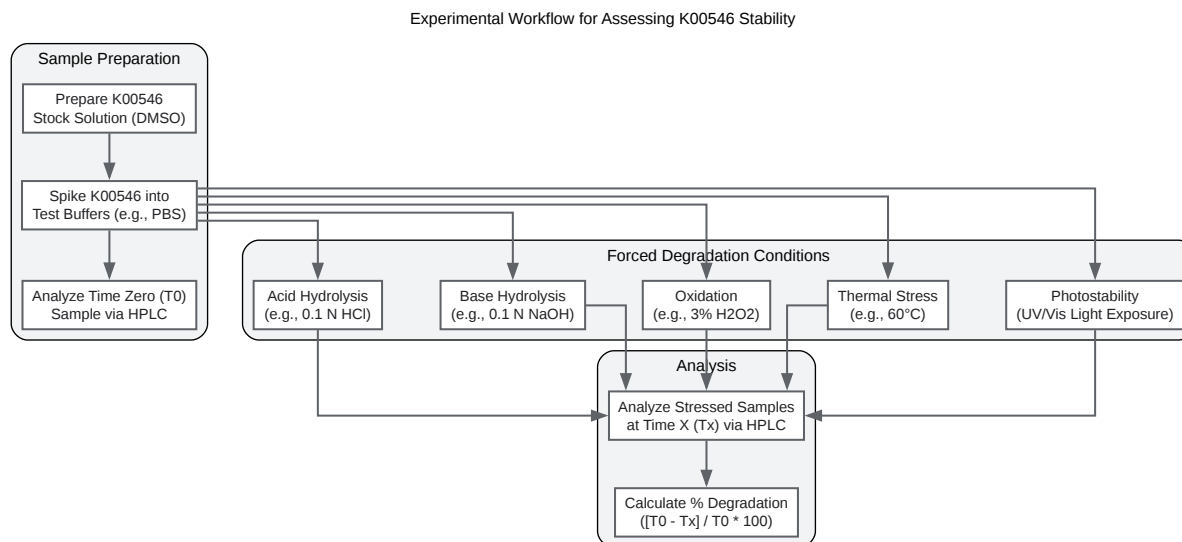 Experimental Workflow for Assessing K00546 Stability
Sample Preparation
Prepare K00546
Stock Solution (DMSO)
Spike K00546 into
Test Buffers (e.g., PBS)
Analyze Time Zero (T0)
Sample via HPLC
Forced Degradation Conditions
Acid Hydrolysis
(e.g., 0.1 N HCl)
Base Hydrolysis
(e.g., 0.1 N NaOH)
Oxidation
(e.g., 3% H2O2)
Thermal Stress
(e.g., 60°C)
Photostability
(UV/Vis Light Exposure)
Analysis
Analyze Stressed Samples
at Time X (Tx) via HPLC
Calculate % Degradation
([T0 - Tx] / T0 * 100)